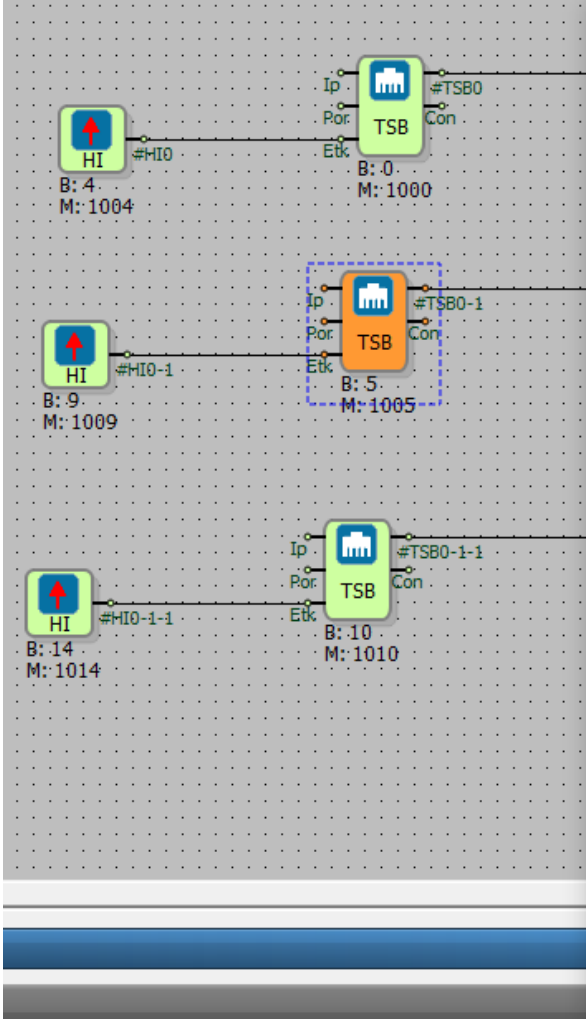 Ip
#TSB0
Por
Con
TSB
#HI0
Etk
HI
B: 0
M: 1000
B: 4
M: 1004
Ip
#TSB0-1
Por
Con
TSB
#HI0-1
Etk
HI
B: 5
M: 1005
B: 9
M: 1009
Ip
#TSB0-1-1
Por
Con
TSB
#HI0-1-1
Etk
HI
B: 10
M: 1010
B: 14
M: 1014